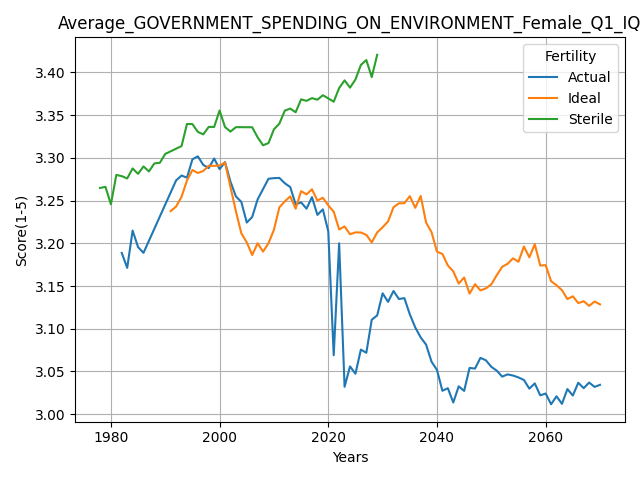 Average_GOVERNMENT_SPENDING_ON_ENVIRONMENT_Female_Q1_IQ
Fertility
Actual
Ideal
Sterile
Score(1-5)
3.40
3.35
3.30
3.25
3.20
3.15
3.10
3.05
3.00
1980
2000
2020
2040
2060
Years